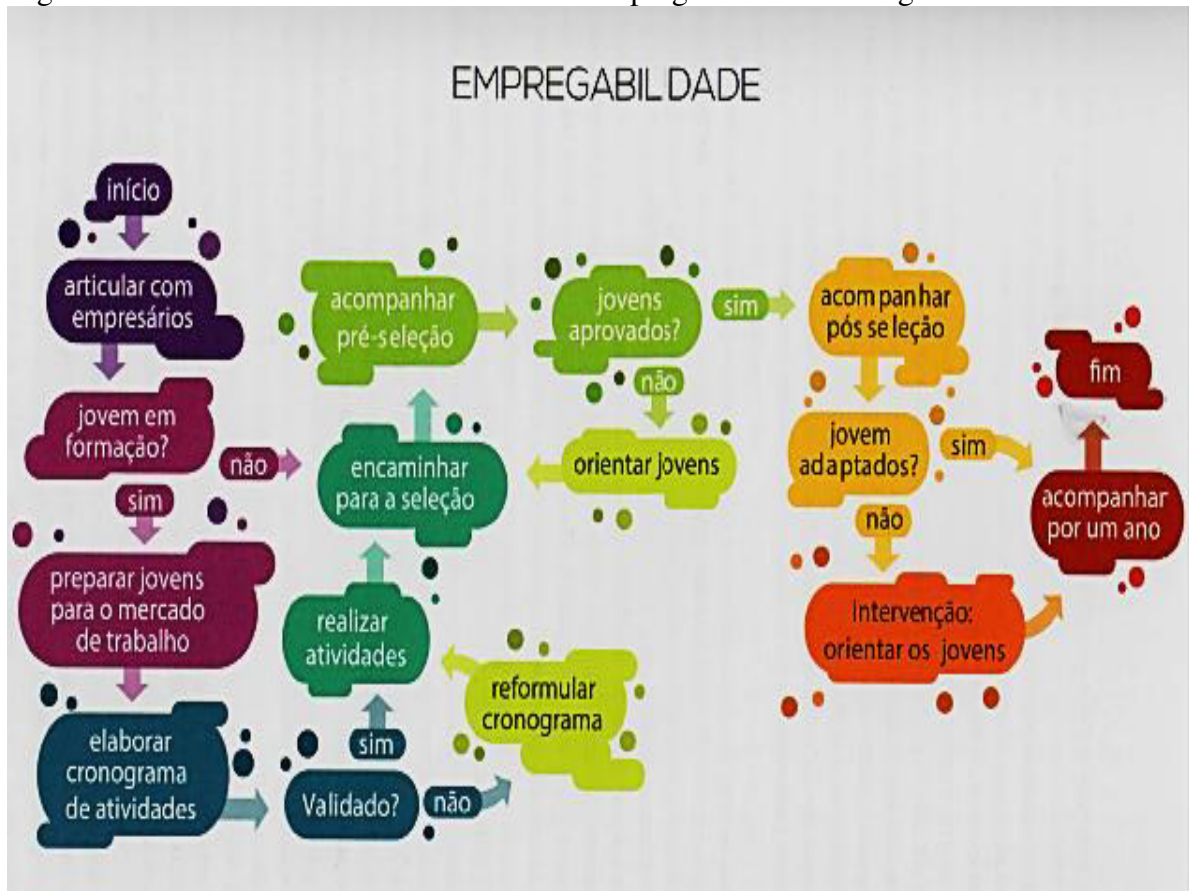 EMPREGABILDADE
início
articular com
empresários
jovem em
formação?
não
sim
preparar jovens
para o mercado
de trabalho
elaborar
cronograma
de atividades
Validado?
não
sim
reformular
cronograma
realizar
atividades
encaminhar
para a seleção
acompanhar
pré-seleção
jovens
aprovados?
sim
não
orientar jovens
acompanhar
pós seleção
jovem
adaptados?
sim
não
Intervenção:
orientar os jovens
acompanhar
por um ano
fim